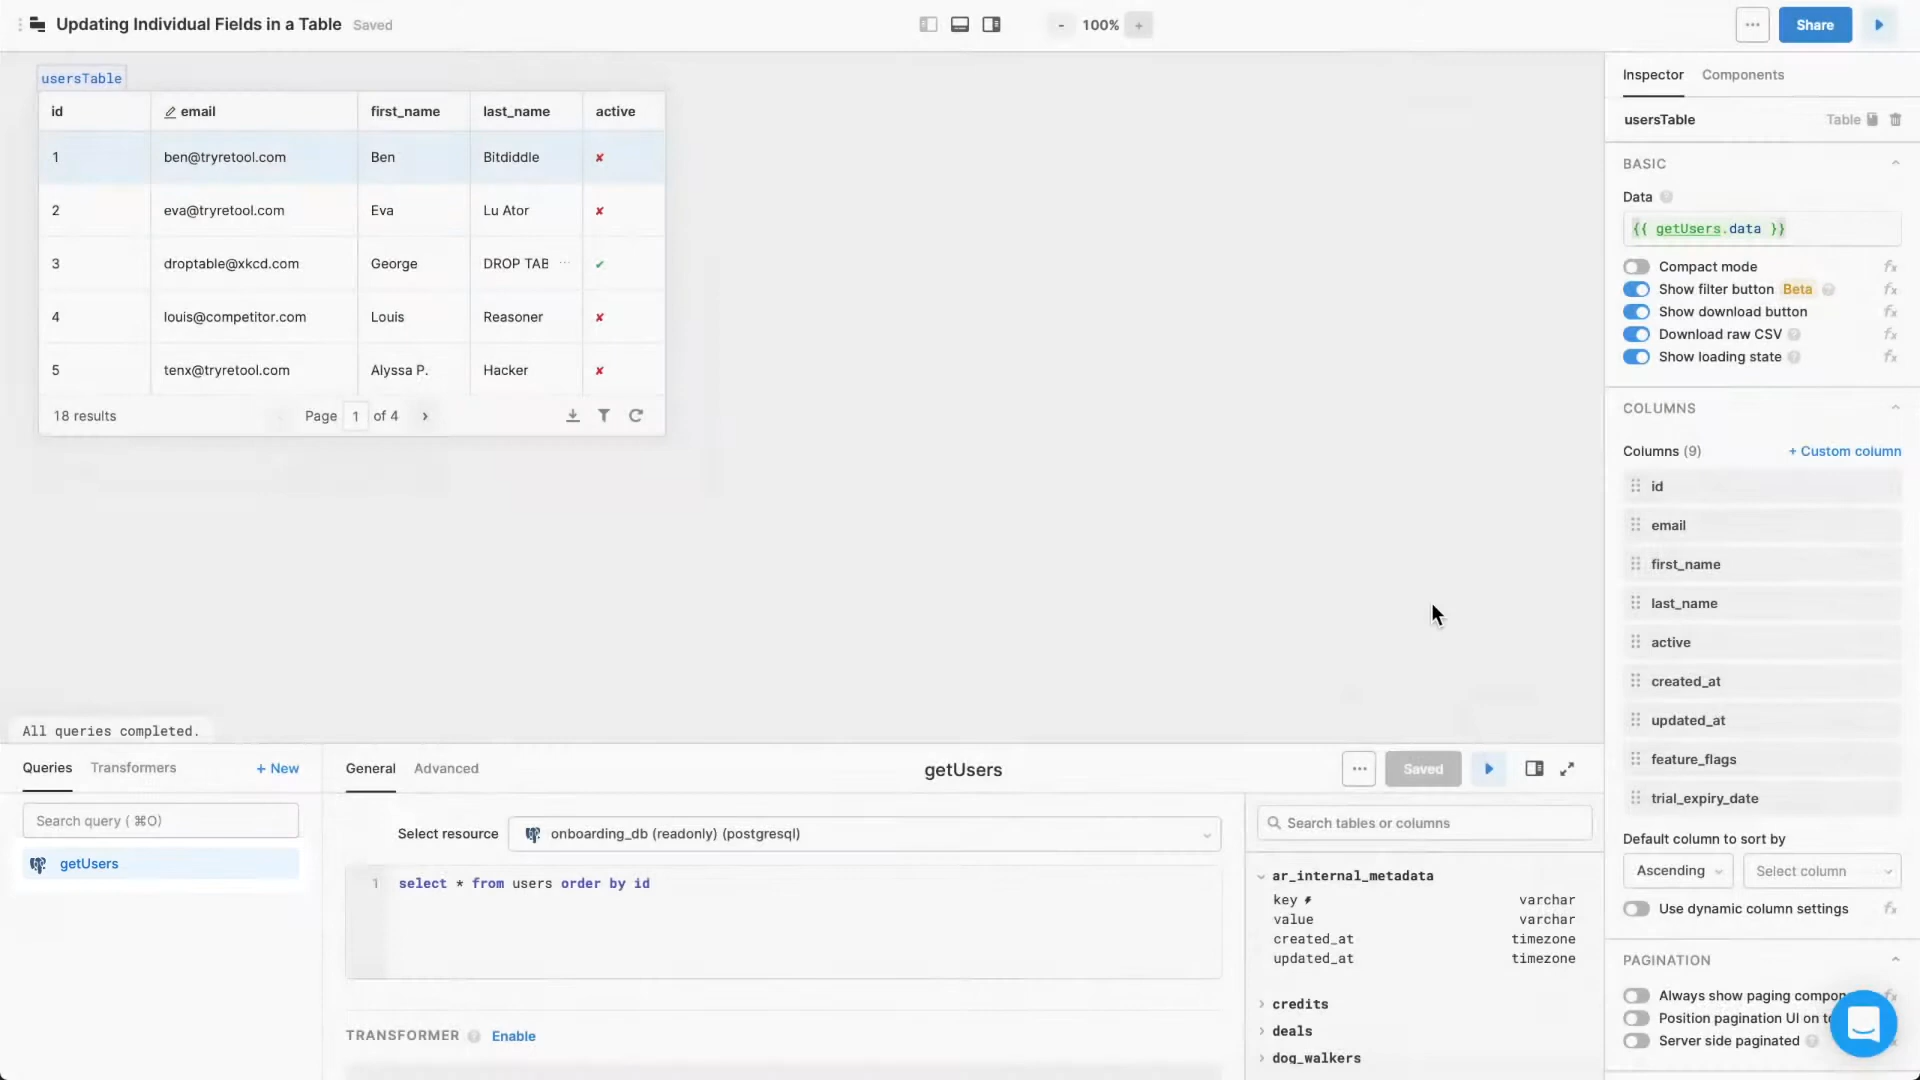 Updating Individual Fields in a Table Saved
- 100% +
Share
usersTable
id email first_name last_name active
1 ben@tryretool.com Ben Bitdiddle ✘
2 eva@tryretool.com Eva Lu Ator ✘
3 droptable@xkcd.com George DROP TAB ... ✔
4 louis@competitor.com Louis Reasoner ✘
5 tenx@tryretool.com Alyssa P. Hacker ✘
18 results Page 1 of 4 >
All queries completed.
Queries Transformers + New
Search query ( ⌘O)
getUsers
General Advanced
getUsers
Saved
Select resource onboarding_db (readonly) (postgresql)
1 select * from users order by id
TRANSFORMER ? Enable
Search tables or columns
ar_internal_metadata
key varchar
value varchar
created_at timezone
updated_at timezone
credits
deals
dog_walkers
Inspector Components
usersTable Table
BASIC
Data ?
{{ getUsers.data }}
Compact mode fx
Show filter button Beta ? fx
Show download button fx
Download raw CSV ? fx
Show loading state ? fx
COLUMNS
Columns (9) + Custom column
id
email
first_name
last_name
active
created_at
updated_at
feature_flags
trial_expiry_date
Default column to sort by
Ascending Select column
Use dynamic column settings fx
PAGINATION
Always show paging compon
Position pagination UI on to
Server side paginated ?